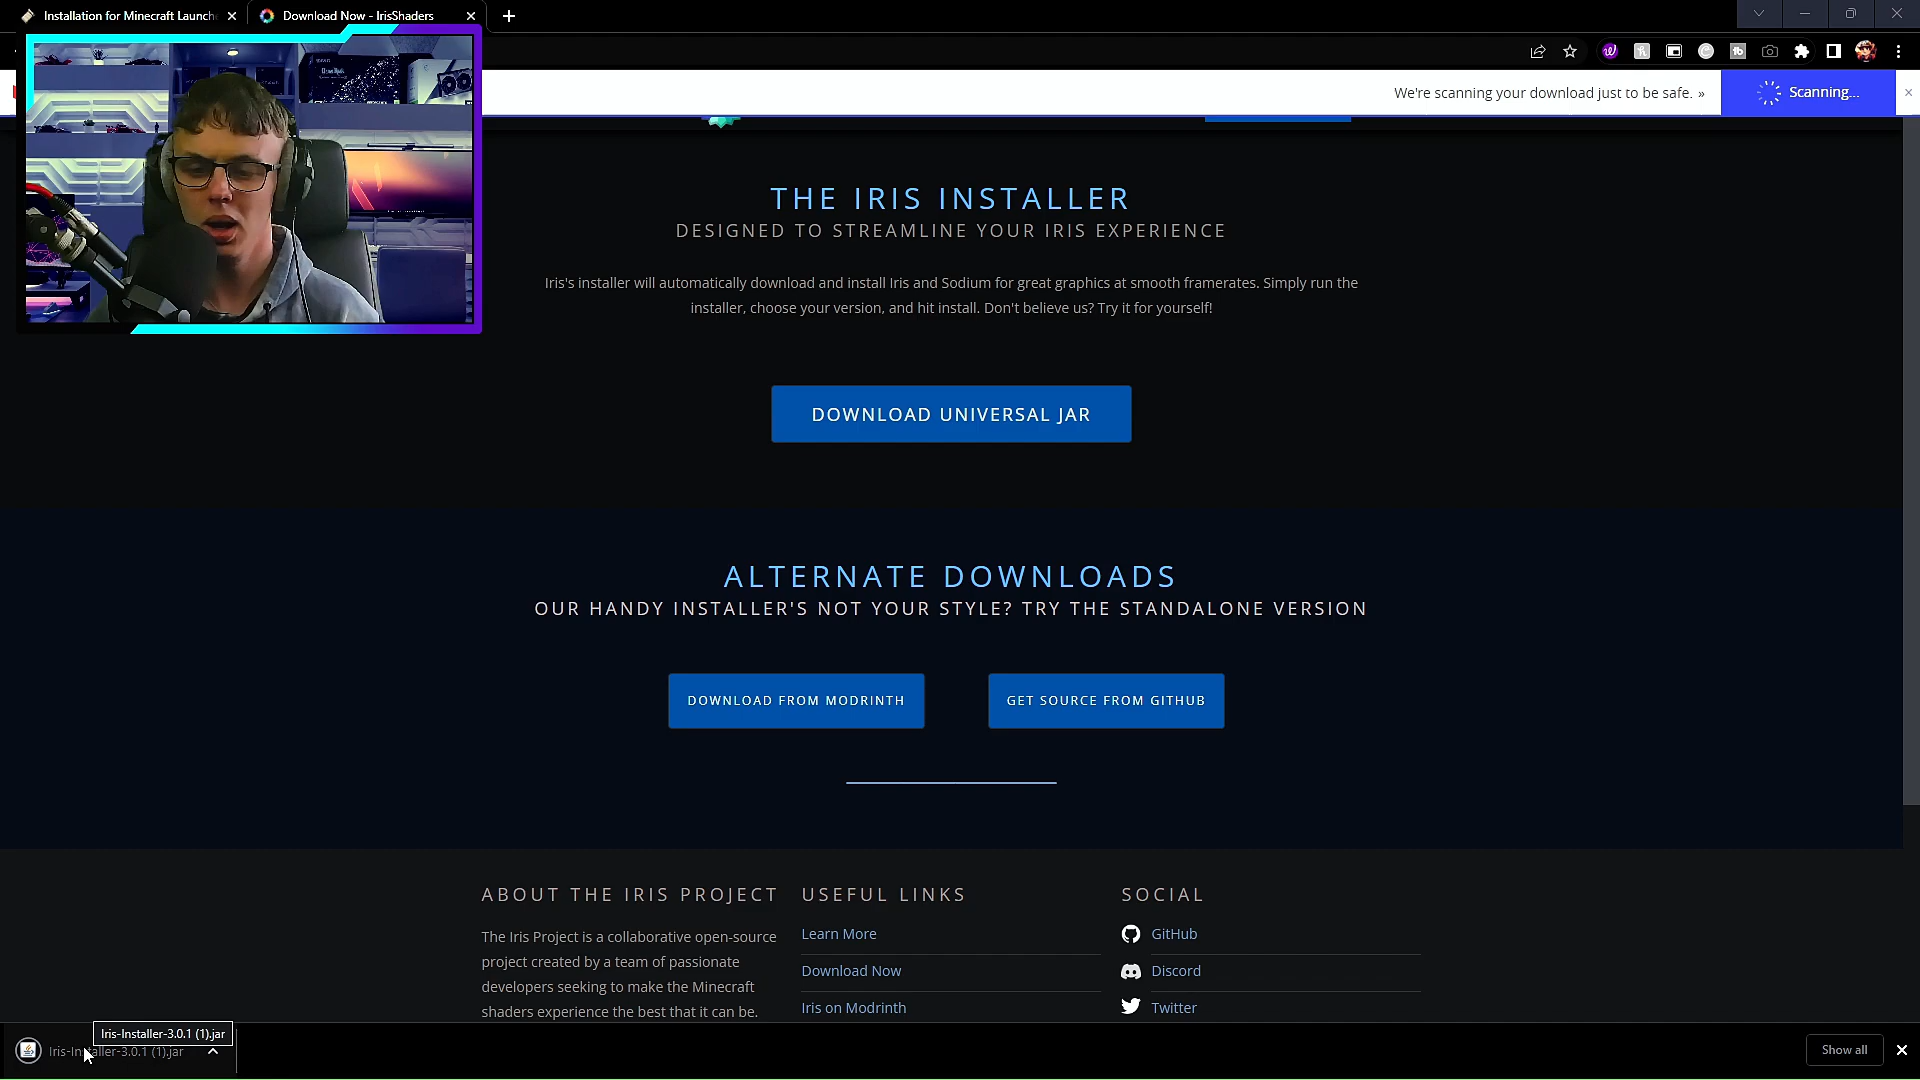 Installation for Minecraft Launch
Download Now - IrisShaders
We're scanning your download just to be safe. »
Scanning...
THE IRIS INSTALLER
DESIGNED TO STREAMLINE YOUR IRIS EXPERIENCE
Iris's installer will automatically download and install Iris and Sodium for great graphics at smooth framerates. Simply run the
installer, choose your version, and hit install. Don't believe us? Try it for yourself!
DOWNLOAD UNIVERSAL JAR
ALTERNATE DOWNLOADS
OUR HANDY INSTALLER'S NOT YOUR STYLE? TRY THE STANDALONE VERSION
DOWNLOAD FROM MODRINTH
GET SOURCE FROM GITHUB
ABOUT THE IRIS PROJECT
The Iris Project is a collaborative open-source
project created by a team of passionate
developers seeking to make the Minecraft
shaders experience the best that it can be.
USEFUL LINKS
Learn More
Download Now
Iris on Modrinth
SOCIAL
GitHub
Discord
Twitter
Iris-Installer-3.0.1 (1).jar
Iris-Installer-3.0.1 (1).jar
Show all